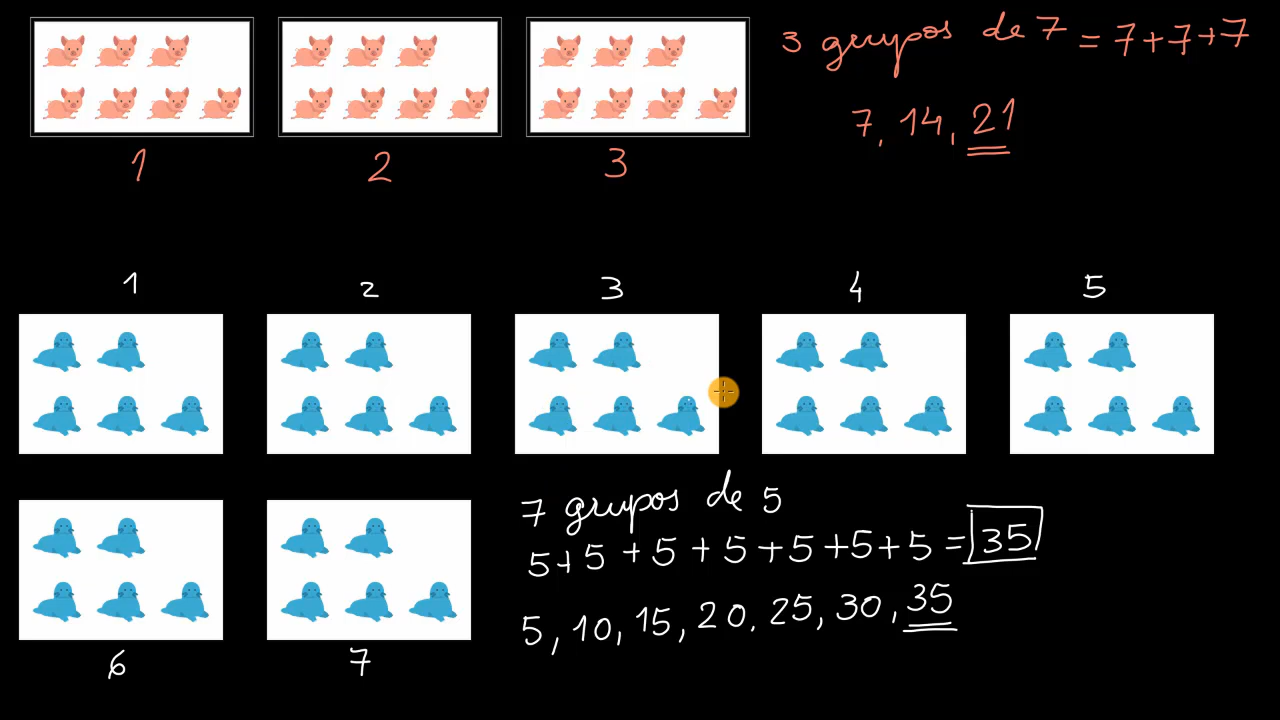 3 grupos de 7 = 7+7+7
7, 14, 21
1 2 3
1 2 3 4 5
7 grupos de 5
5+5+5+5+5+5+5=35
5, 10, 15, 20, 25, 30, 35
6 7